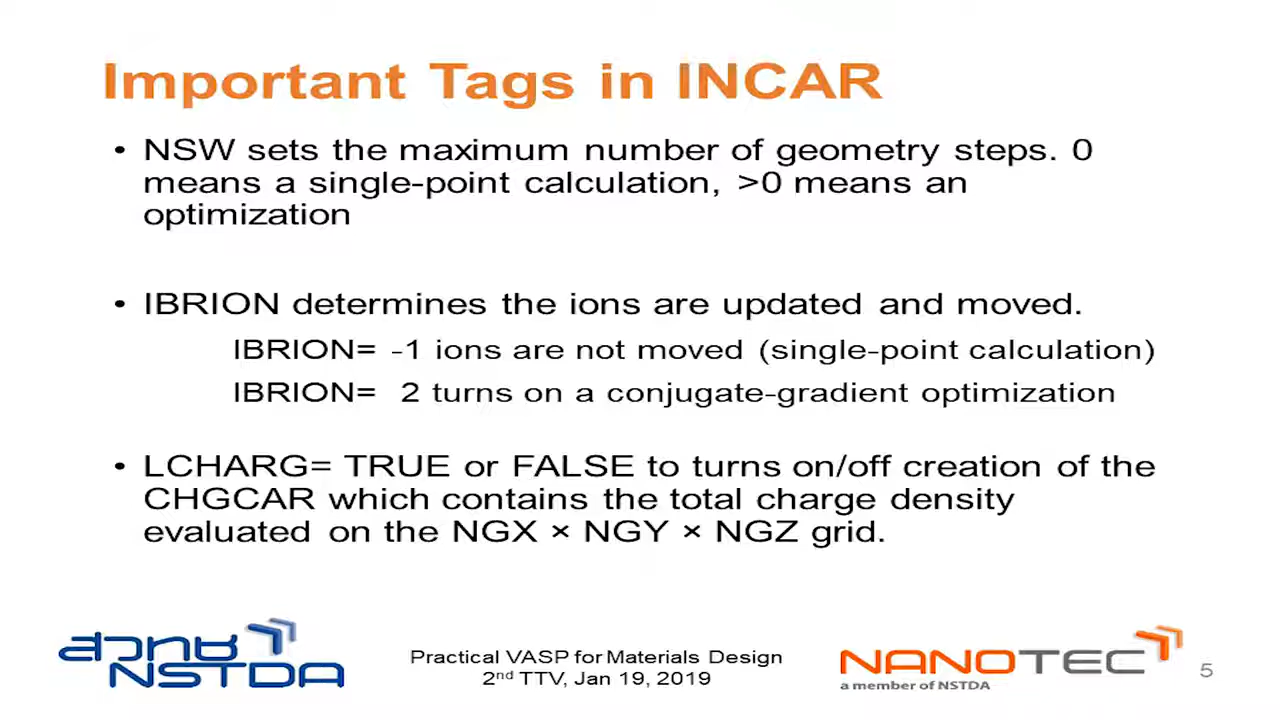 Important Tags in INCAR
• NSW sets the maximum number of geometry steps. 0
means a single-point calculation, >0 means an
optimization
• IBRION determines the ions are updated and moved.
IBRION= -1 ions are not moved (single-point calculation)
IBRION= 2 turns on a conjugate-gradient optimization
• LCHARG= TRUE or FALSE to turns on/off creation of the
CHGCAR which contains the total charge density
evaluated on the NGX × NGY × NGZ grid.
สวทช
NSTDA
Practical VASP for Materials Design
2nd TTV, Jan 19, 2019
NANOTEC
a member of NSTDA
5